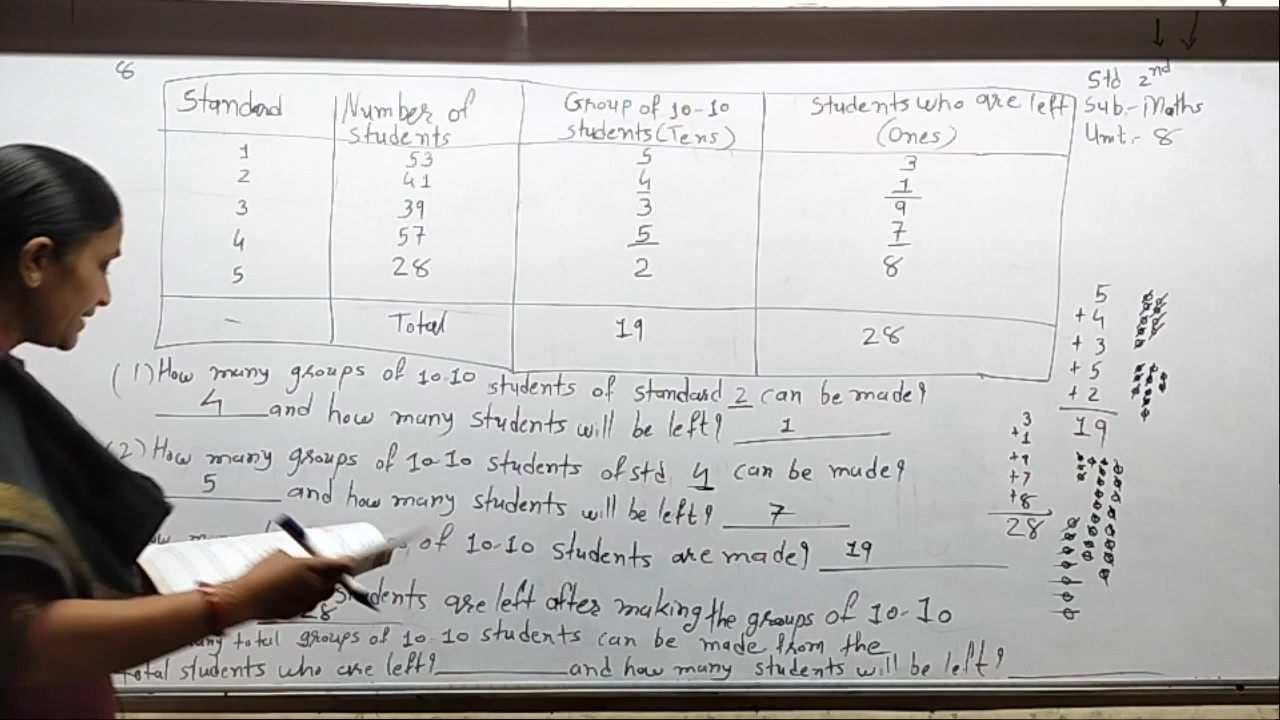 8
Std 2nd
Sub.- Maths
Unit.- 8
Standard Number of Students Group of 10-10 students (Tens) Students who are left (Ones)
1 53 5 3
2 41 4 1
3 39 3 9
4 57 5 7
5 28 2 8
- Total 19 28
(1) How many groups of 10-10 students of standard 2 can be made?
4 and how many students will be left? 1
(2) How many groups of 10-10 students of std 4 can be made?
5 and how many students will be left? 7
of 10-10 students are made? 19
students are left after making the groups of 10-10
28
many total groups of 10-10 students can be made from the
total students who are left? and how many students will be left?
5
+ 4
+ 3
+ 5
+ 2
19
3
+1
+9
+7
+8
28